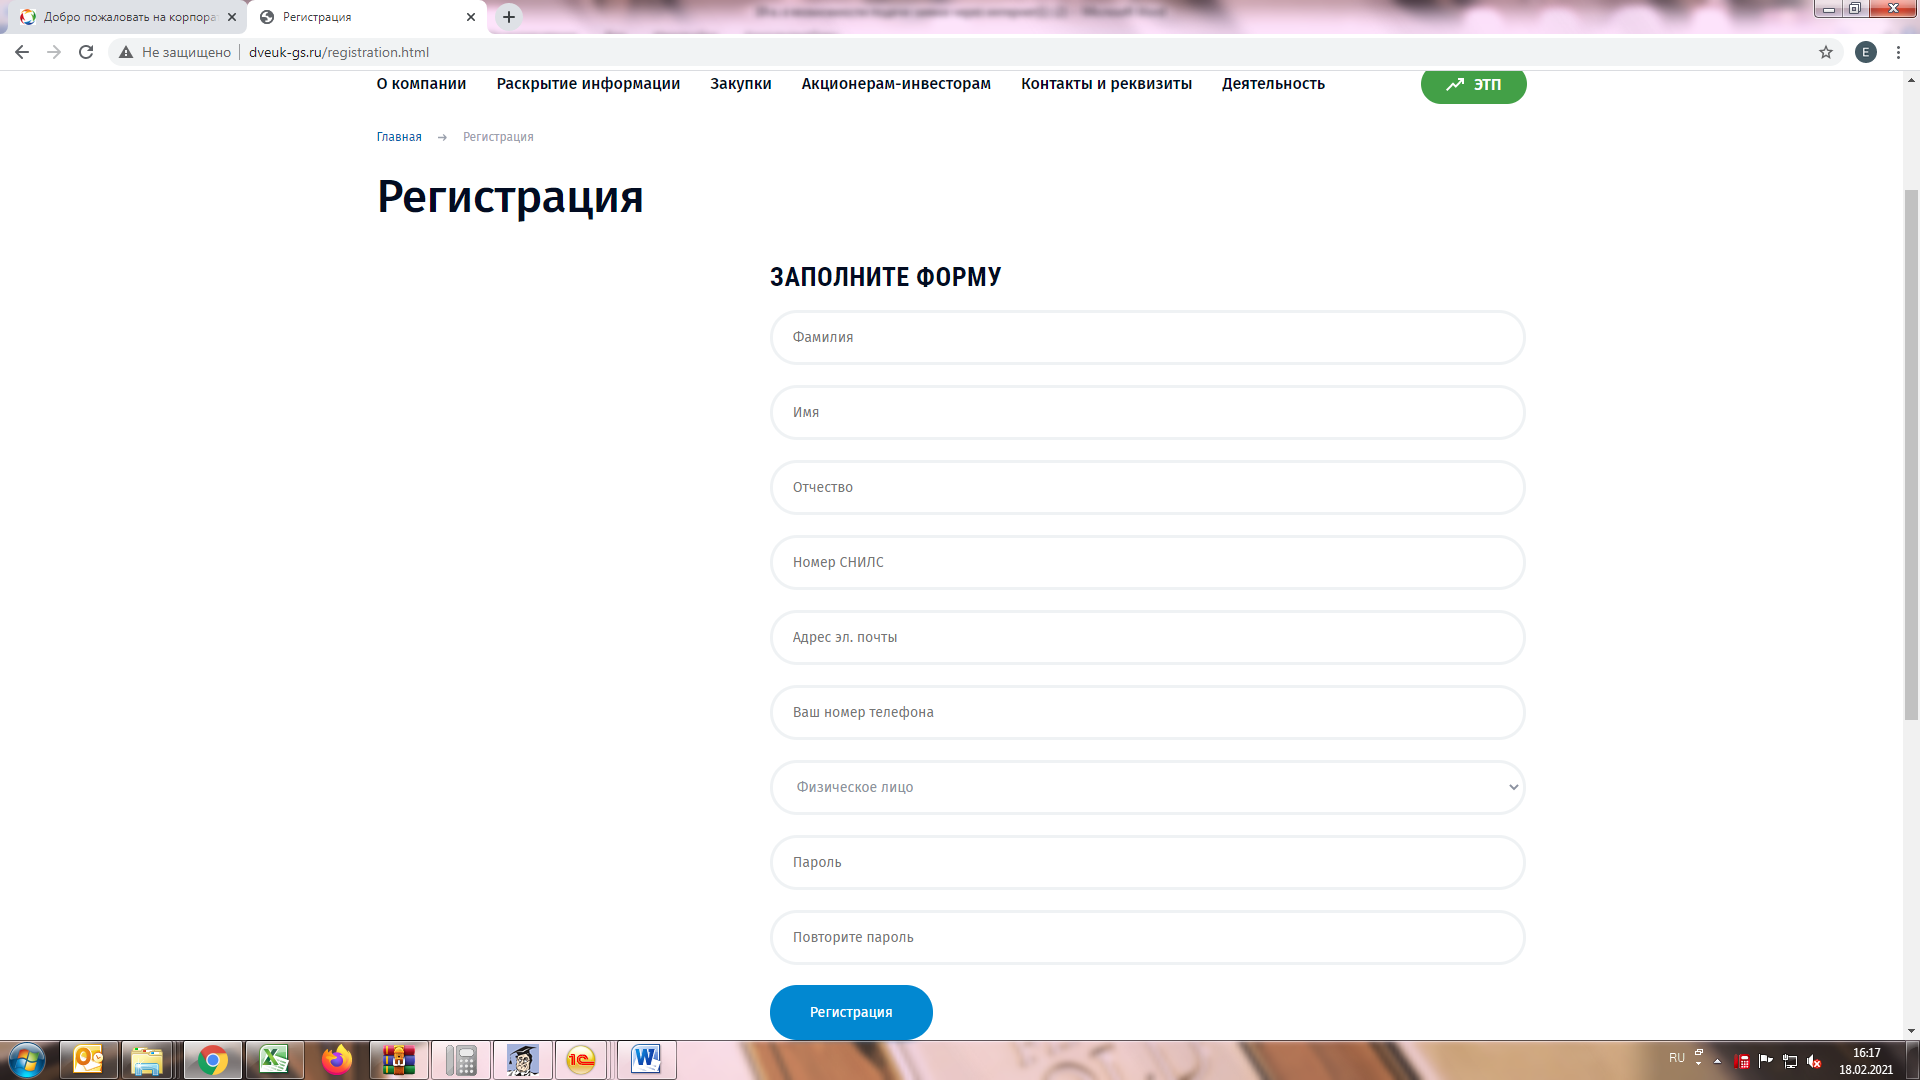 Добро пожаловать на корпора
Регистрация
Не защищено
dveuk-gs.ru/registration.html
E
О компании
Раскрытие информации
Закупки
Акционерам-инвесторам
Контакты и реквизиты
Деятельность
ЭТП
Главная → Регистрация
Регистрация
ЗАПОЛНИТЕ ФОРМУ
Фамилия
Имя
Отчество
Номер СНИЛС
Адрес эл. почты
Ваш номер телефона
Физическое лицо
Пароль
Повторите пароль
Регистрация
RU
16:17
18.02.2021